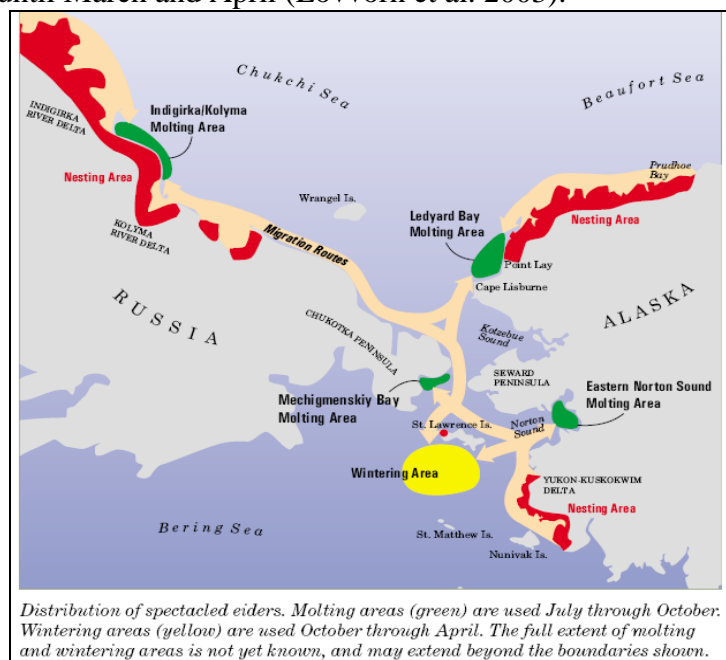 Chukchi Sea
Beaufort Sea
INDIGIRKA
RIVER DELTA
Indigirka/Kolyma
Molting Area
Prudhoe
Bay
Nesting Area
Wrangel Is.
Ledyard Bay
Molting Area
Nesting Area
KOLYMA
RIVER DELTA
Migration Routes
Point Lay
Cape Lisburne
RUSSIA
ALASKA
CHUKOTKA PENINSULA
Kotzebue
Sound
SEWARD
PENINSULA
Eastern Norton Sound
Molting Area
Mechigmenskiy Bay
Molting Area
St. Lawrence Is.
Norton
Sound
Wintering Area
YUKON-KUSKOKWIM
DELTA
Nesting Area
Bering Sea
St. Matthew Is.
Nunivak Is.
Distribution of spectacled eiders. Molting areas (green) are used July through October.
Wintering areas (yellow) are used October through April. The full extent of molting
and wintering areas is not yet known, and may extend beyond the boundaries shown.